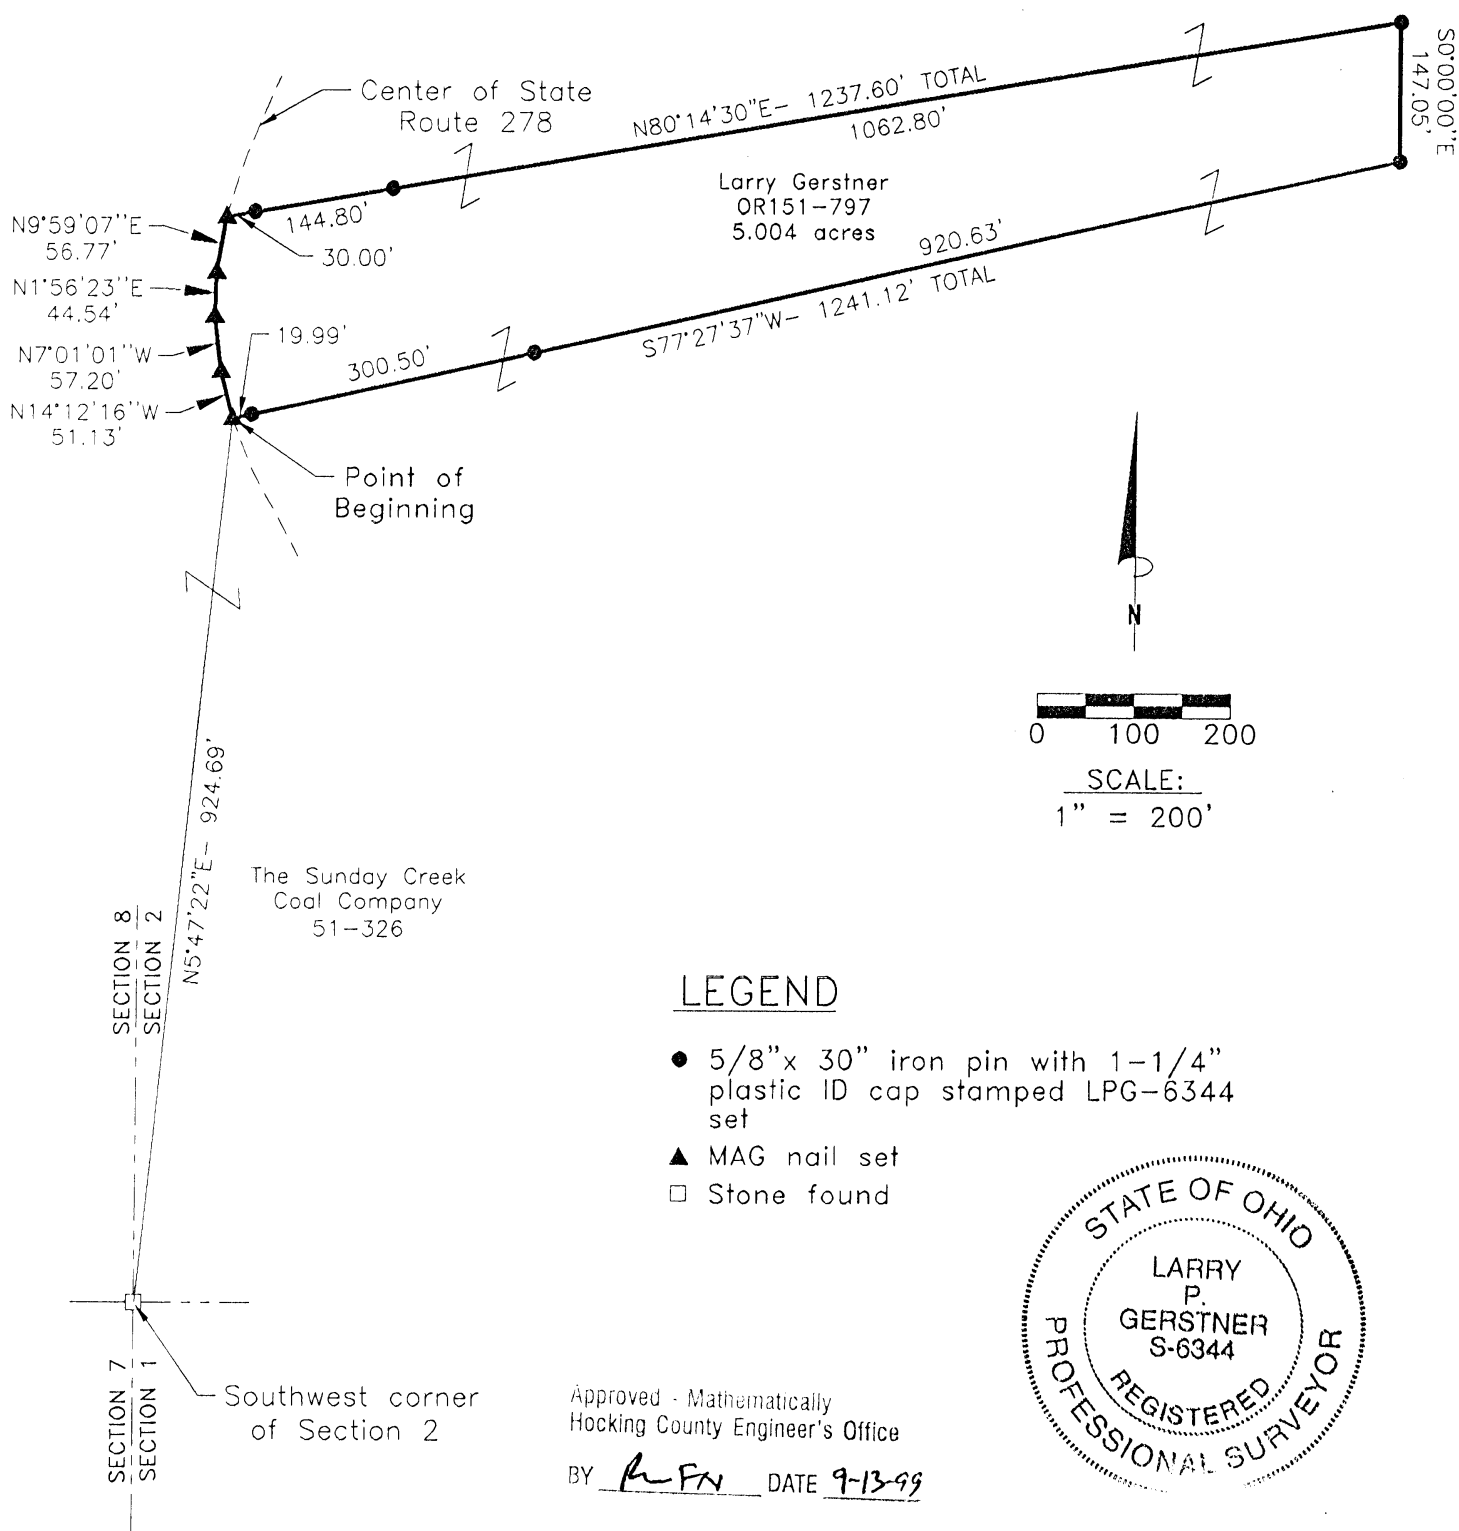 Center of State
Route 278
N80°14'30"E- 1237.60' TOTAL
1062.80'
S0°00'00"E
147.05'
Larry Gerstner
OR151-797
5.004 acres
144.80'
30.00'
N9°59'07"E
56.77'
N1°56'23"E
44.54'
N7°01'01"W
57.20'
N14°12'16"W
51.13'
19.99'
300.50'
920.63'
S77°27'37"W- 1241.12' TOTAL
Point of
Beginning
N
0 100 200
SCALE:
1" = 200'
N5°47'22"E- 924.69'
The Sunday Creek
Coal Company
51-326
SECTION 8
SECTION 2
LEGEND
5/8"x 30" iron pin with 1-1/4"
plastic ID cap stamped LPG-6344
set
MAG nail set
Stone found
STATE OF OHIO
LARRY
P.
GERSTNER
S-6344
REGISTERED
PROFESSIONAL SURVEYOR
SECTION 7
SECTION 1
Southwest corner
of Section 2
Approved - Mathematically
Hocking County Engineer's Office
BY DATE 9-13-99